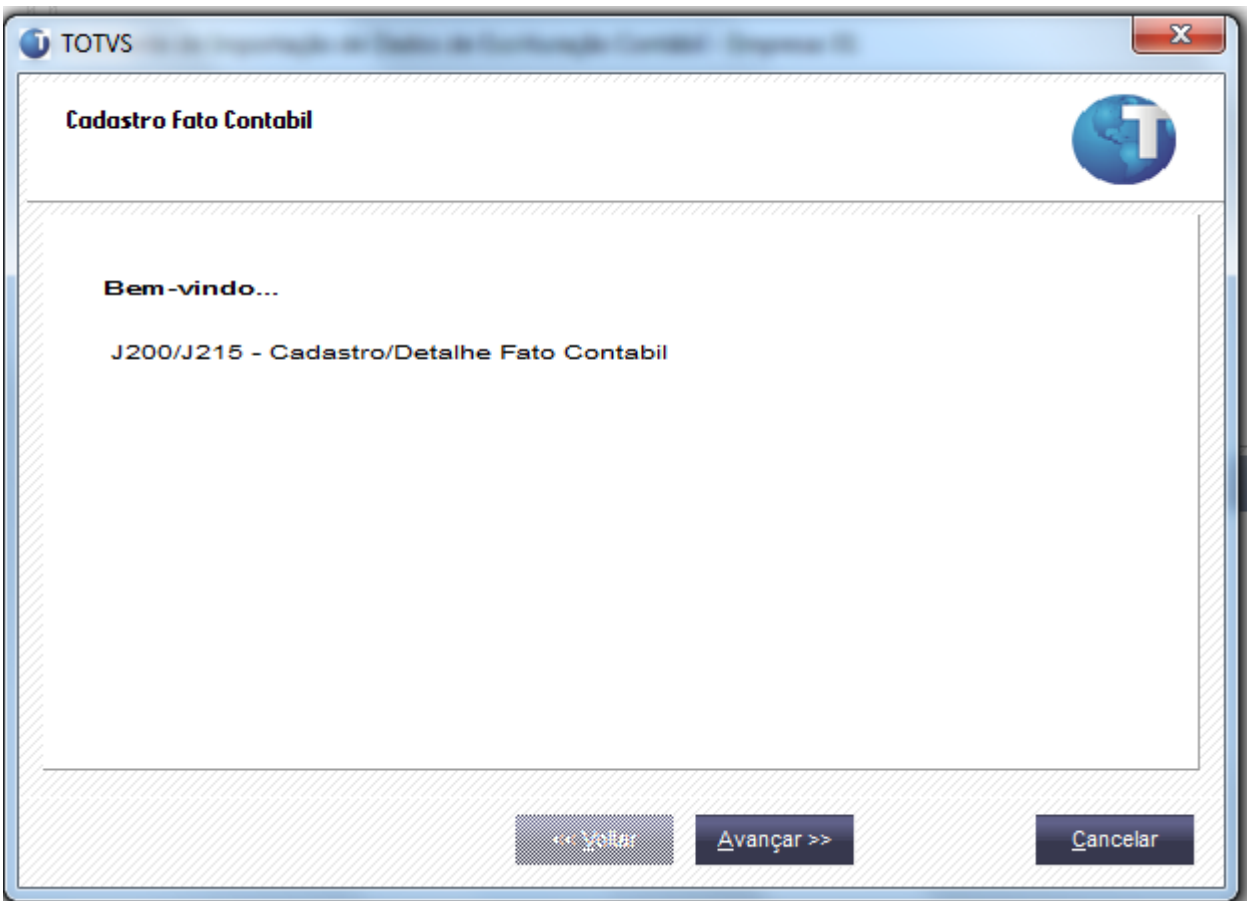 TOTVS
Cadastro Fato Contabil
T
Bem-vindo...
J200/J215 - Cadastro/Detalhe Fato Contabil
<< Voltar
Avançar >>
Cancelar